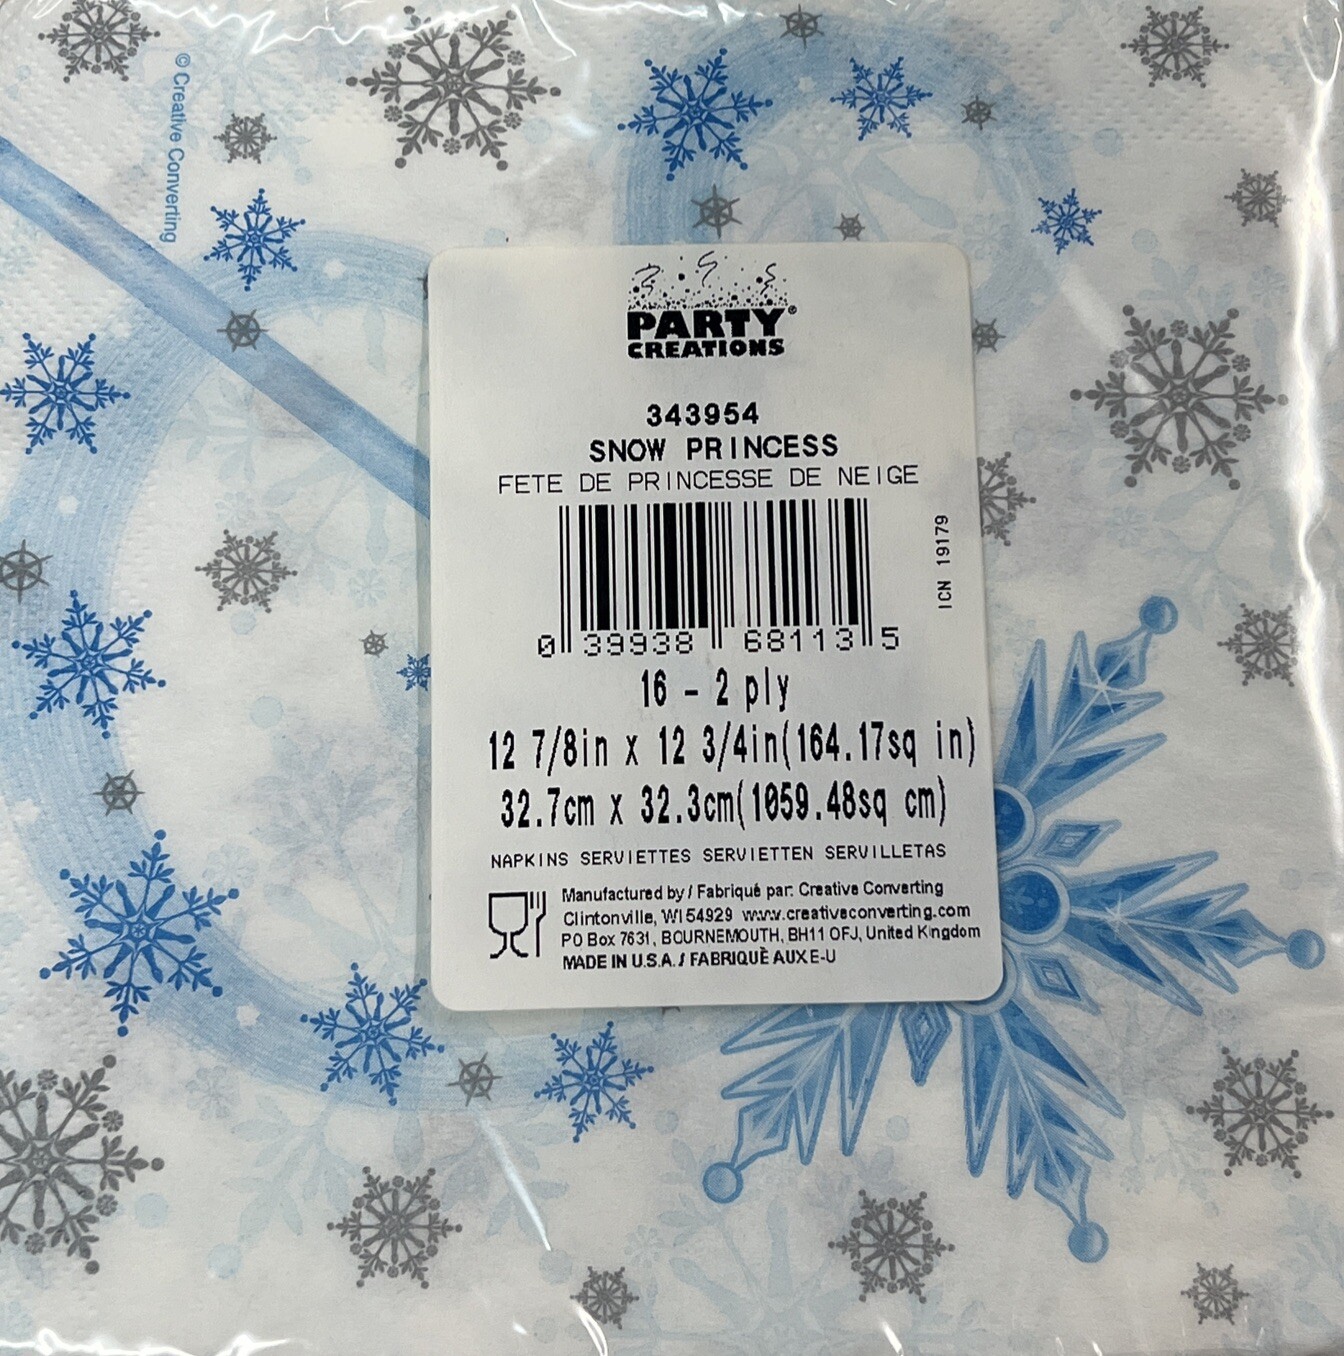 © Creative Converting
PARTY®
CREATIONS
343954
SNOW PRINCESS
FETE DE PRINCESSE DE NEIGE
ICN 19179
0 39938 68113 5
16 - 2 ply
12 7/8in x 12 3/4in(164.17sq in)
32.7cm x 32.3cm(1059.48sq cm)
NAPKINS SERVIETTES SERVIETTEN SERVILLETAS
Manufactured by / Fabriqué par: Creative Converting
Clintonville, WI 54929 www.creativeconverting.com
PO Box 7631, BOURNEMOUTH, BH11 OFJ, United Kingdom
MADE IN U.S.A. / FABRIQUÈ AUX E-U